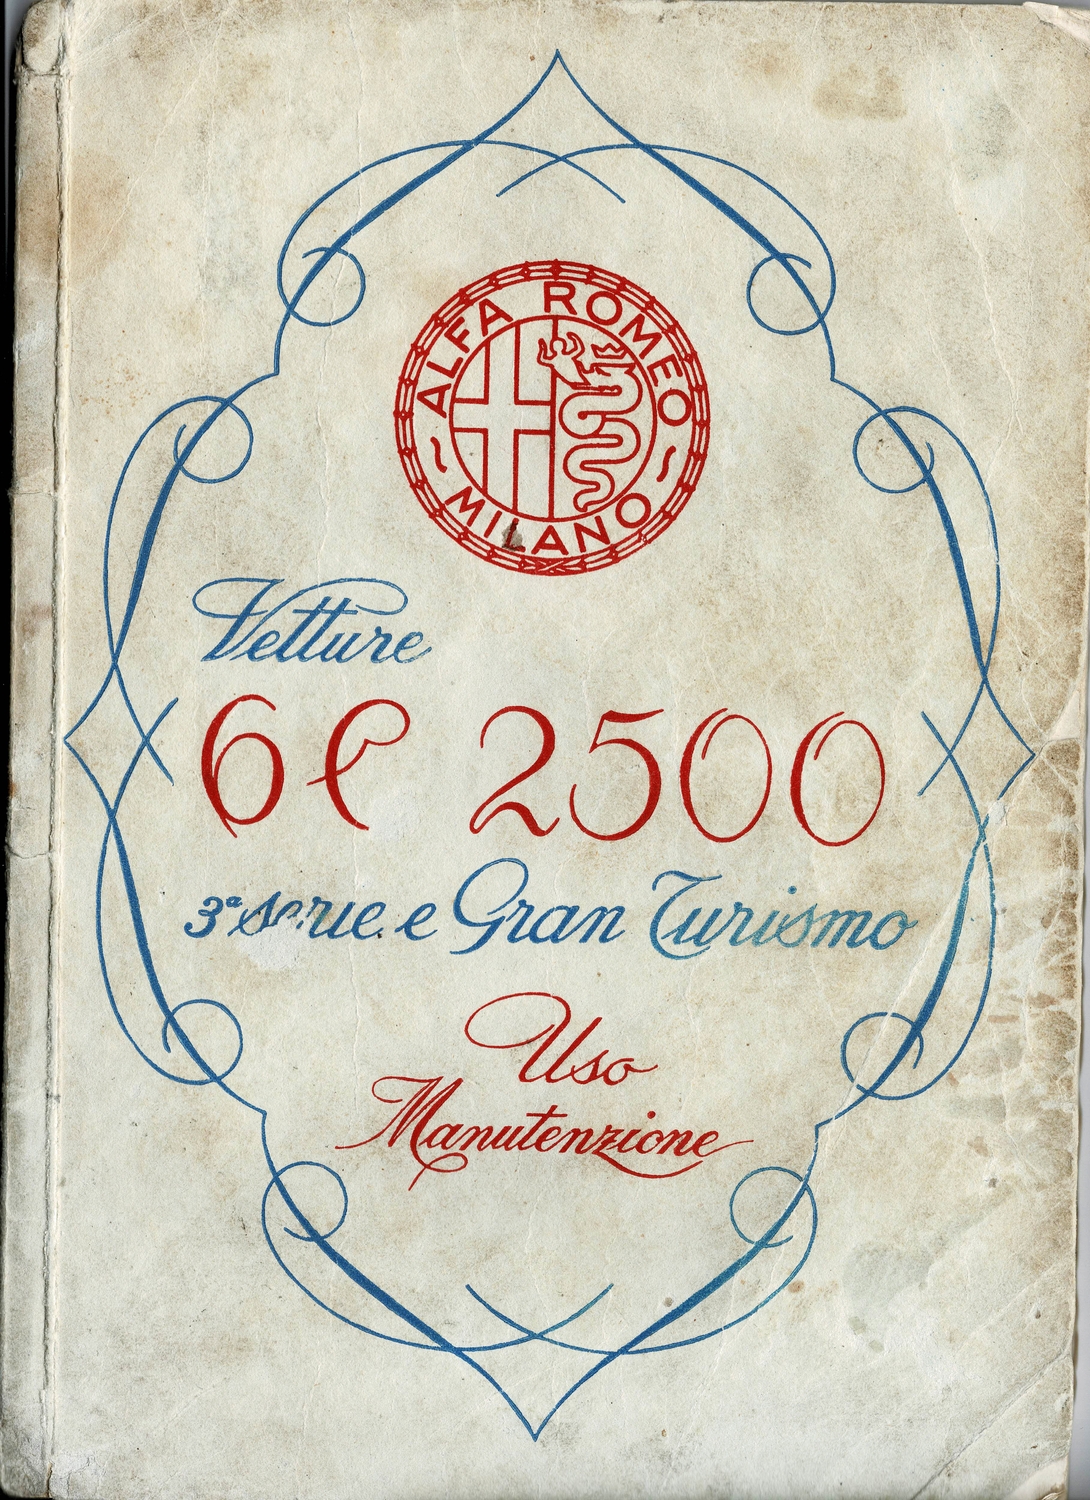 ALFA ROMEO
MILANO
Vetture
6C 2500
3ª serie e Gran Turismo
Uso
Manutenzione